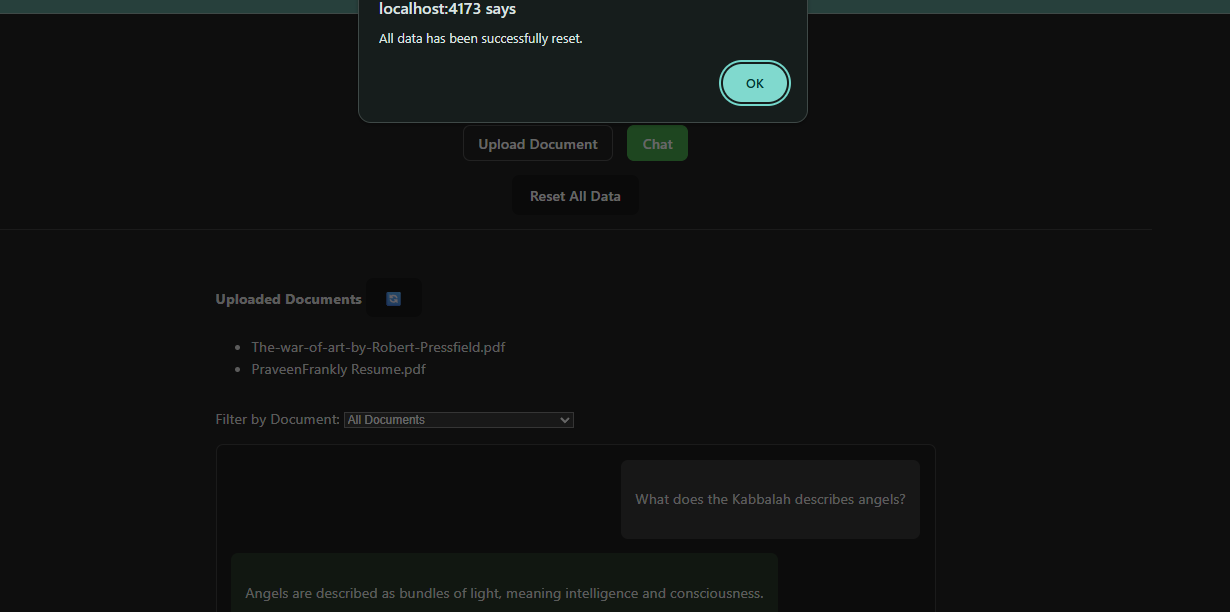 localhost:4173 says
All data has been successfully reset.
OK
Upload Document
Chat
Reset All Data
Uploaded Documents
The-war-of-art-by-Robert-Pressfield.pdf
PraveenFrankly Resume.pdf
Filter by Document: All Documents
What does the Kabbalah describes angels?
Angels are described as bundles of light, meaning intelligence and consciousness.